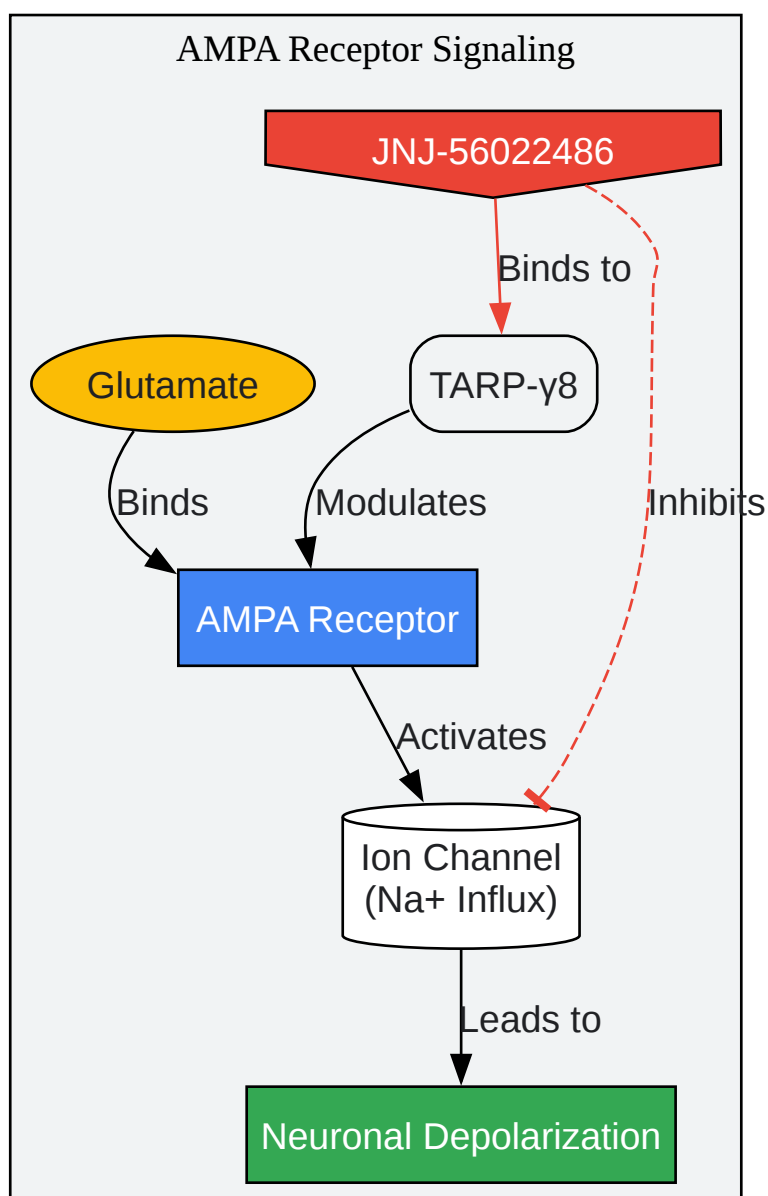 AMPA Receptor Signaling
JNJ-56022486
Binds to
Glutamate
TARP-γ8
Binds
Modulates
Inhibits
AMPA Receptor
Activates
Ion Channel
(Na+ Influx)
Leads to
Neuronal Depolarization